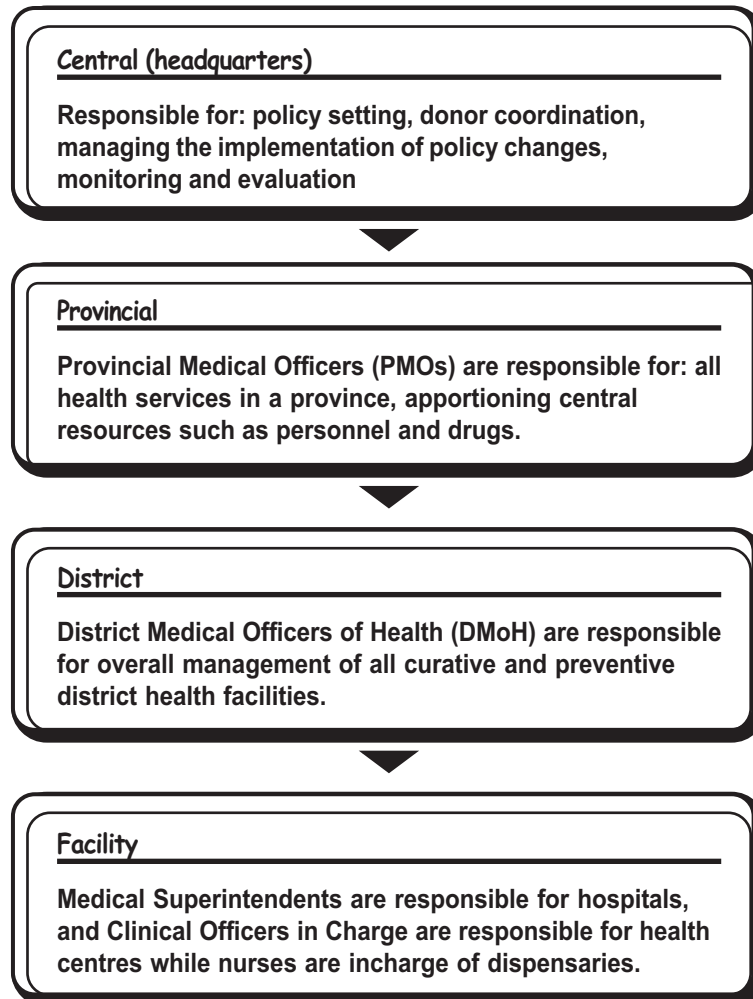 Central (headquarters)
Responsible for: policy setting, donor coordination,
managing the implementation of policy changes,
monitoring and evaluation
Provincial
Provincial Medical Officers (PMOs) are responsible for: all
health services in a province, apportioning central
resources such as personnel and drugs.
District
District Medical Officers of Health (DMoH) are responsible
for overall management of all curative and preventive
district health facilities.
Facility
Medical Superintendents are responsible for hospitals,
and Clinical Officers in Charge are responsible for health
centres while nurses are incharge of dispensaries.